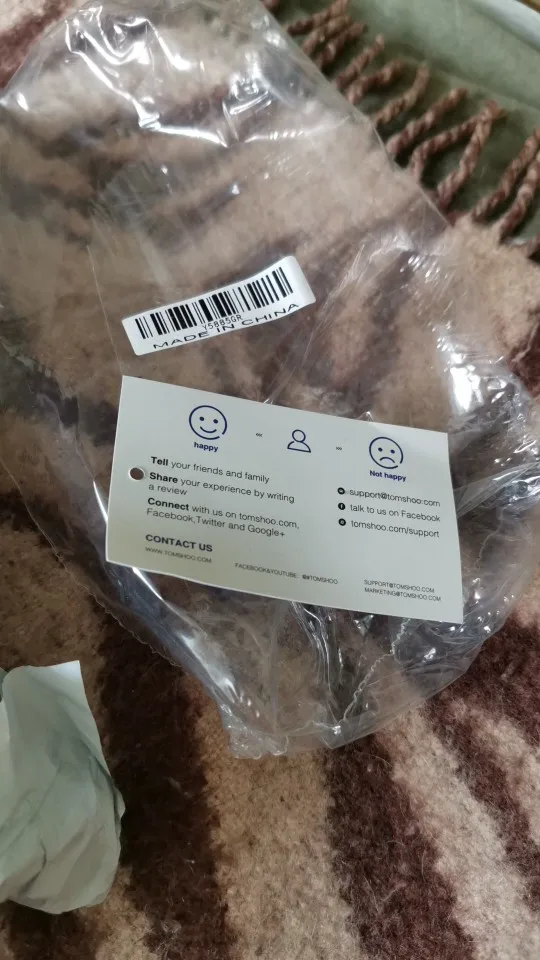 Y5885GR
MADE IN CHINA
happy
Not happy
Tell your friends and family
Share your experience by writing
a review
Connect with us on tomshoo.com,
Facebook,Twitter and Google+
support@tomshoo.com
talk to us on Facebook
tomshoo.com/support
CONTACT US
WWW.TOMSHOO.COM
FACEBOOK&YOUTUBE: @TOMSHOO
SUPPORT@TOMSHOO.COM
MARKETING@TOMSHOO.COM